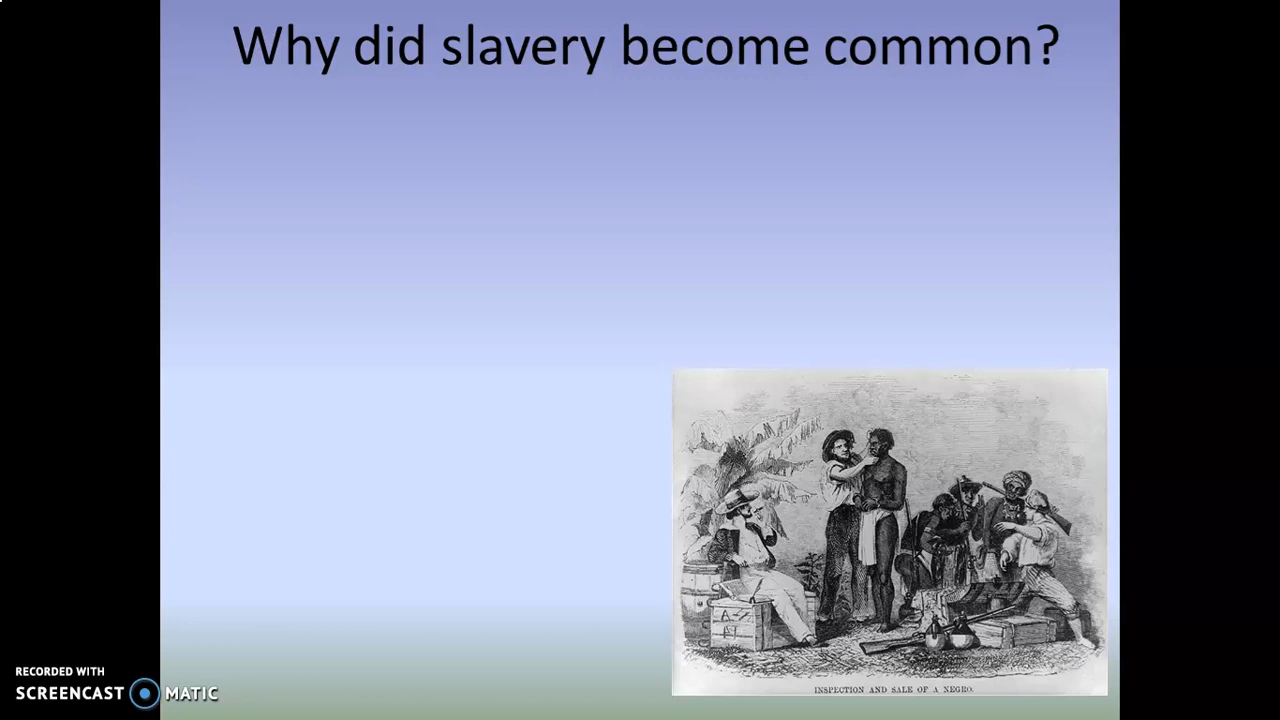 Why did slavery become common?
INSPECTION AND SALE OF A NEGRO.
RECORDED WITH
SCREENCAST MATIC